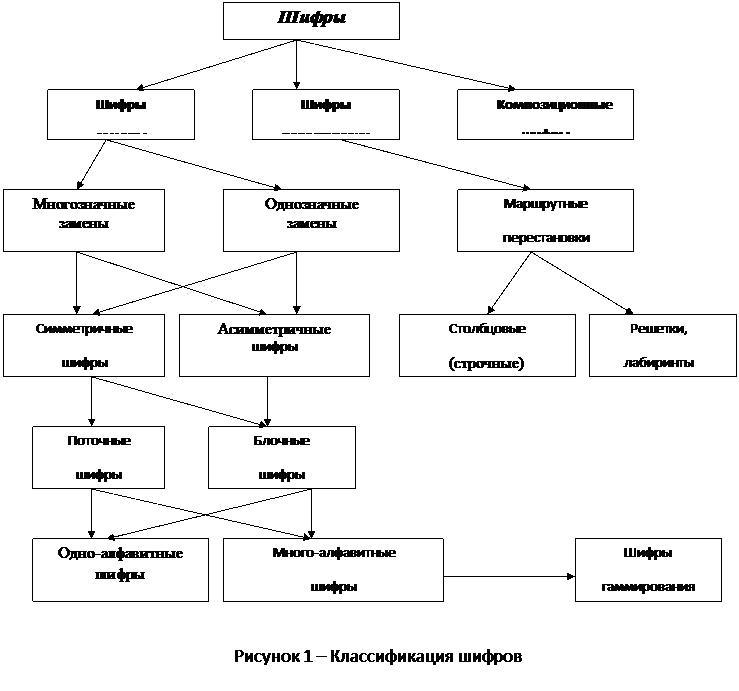 Шифры
Шифры
Шифры
Композиционные
Многозначные
замены
Однозначные
замены
Маршрутные
перестановки
Симметричные
шифры
Асимметричные
шифры
Столбцовые
(строчные)
Решетки,
лабиринты
Поточные
шифры
Блочные
шифры
Одно-алфавитные
шифры
Много-алфавитные
шифры
Шифры
гаммирования
Рисунок 1 – Классификация шифров